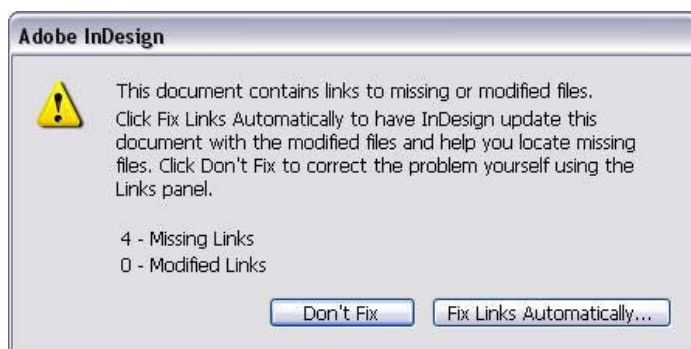 Adobe InDesign
This document contains links to missing or modified files.
Click Fix Links Automatically to have InDesign update this
document with the modified files and help you locate missing
files. Click Don't Fix to correct the problem yourself using the
Links panel.
4 - Missing Links
0 - Modified Links
Don't Fix
Fix Links Automatically...